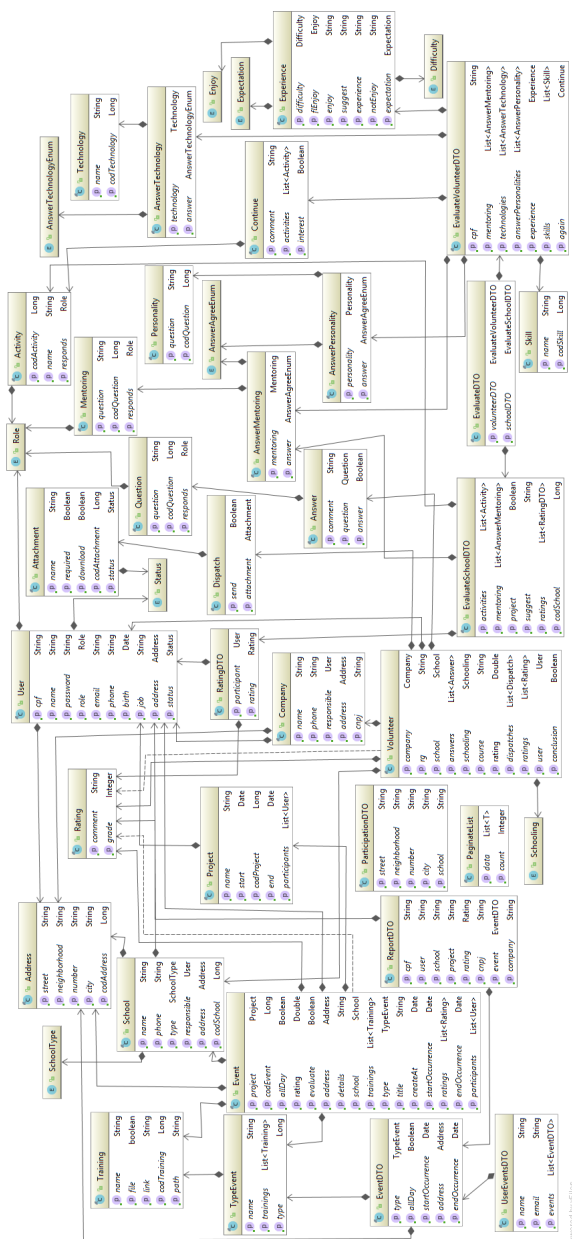 SchoolType
Address
street String
neighborhood String
number String
city String
codAddress Long
Rating
comment String
grade Integer
User
cpf String
name String
password String
role Role
email String
phone String
birth Date
job String
address Address
status Status
Role
Activity
codActivity Long
name String
responds Role
AnswerTechnologyEnum
Technology
name String
codTechnology Long
Training
name String
file boolean
link String
codTraining Long
path String
School
name String
phone String
type SchoolType
responsible User
address Address
codSchool Long
Attachment
name String
required Boolean
download Boolean
codAttachment Long
status Status
Mentoring
question String
codQuestion Long
responds Role
Status
Question
question String
codQuestion Long
responds Role
Personality
question String
codQuestion Long
AnswerTechnology
technology Technology
answer AnswerTechnologyEnum
Enjoy
Expectation
Project
name String
start Date
codProject Long
end Date
participants List<User>
RatingDTO
participant User
rating Rating
Dispatch
send Boolean
attachment Attachment
AnswerAgreeEnum
TypeEvent
name String
trainings List<Training>
type Long
Event
project Project
codEvent Long
allDay Boolean
rating Double
evaluate Boolean
address Address
details String
school School
trainings List<Training>
type TypeEvent
title String
createAt Date
startOccurrence Date
ratings List<Rating>
endOccurrence Date
participants List<User>
Company
name String
phone String
responsible User
address Address
cnpj String
AnswerMentoring
mentoring Mentoring
answer AnswerAgreeEnum
Continue
comment String
activities List<Activity>
interest Boolean
Experience
difficulty Difficulty
flEnjoy Enjoy
enjoy String
suggest String
experience String
notEnjoy String
expectation Expectation
Answer
comment String
question Question
answer Boolean
AnswerPersonality
personality Personality
answer AnswerAgreeEnum
Difficulty
EventDTO
type TypeEvent
allDay Boolean
startOccurrence Date
address Address
endOccurrence Date
ReportDTO
cpf String
user String
school String
project String
rating Rating
cnpj String
event EventDTO
company String
ParticipationDTO
street String
neighborhood String
number String
city String
school String
Volunteer
company Company
rg String
school School
answers List<Answer>
schooling Schooling
course String
rating Double
dispatches List<Dispatch>
ratings List<Rating>
user User
conclusion Boolean
EvaluateSchoolDTO
activities List<Activity>
mentoring List<AnswerMentoring>
project Boolean
suggest String
ratings List<RatingDTO>
codSchool Long
EvaluateDTO
volunteerDTO EvaluateVolunteerDTO
schoolDTO EvaluateSchoolDTO
EvaluateVolunteerDTO
cpf String
mentoring List<AnswerMentoring>
technologies List<AnswerTechnology>
answerPersonalities List<AnswerPersonality>
experience Experience
skills List<Skill>
again Continue
UserEventsDTO
name String
email String
events List<EventDTO>
PaginateList
data List<T>
count Integer
Schooling
Skill
name String
codSkill Long